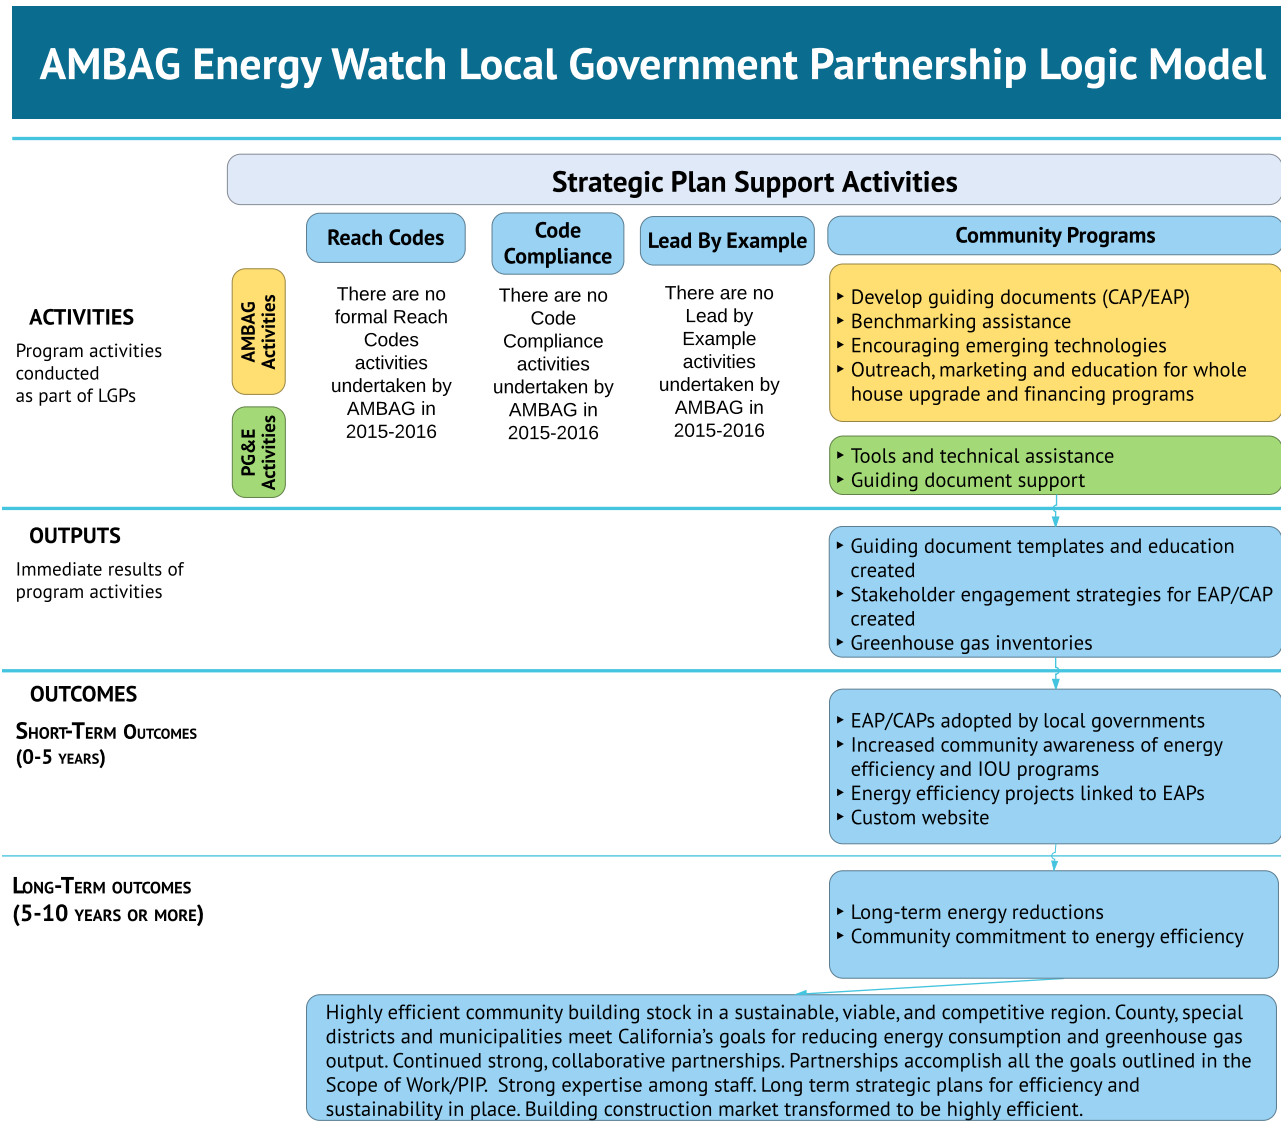 AMBAG Energy Watch Local Government Partnership Logic Model
Strategic Plan Support Activities
Reach Codes
Code
Compliance
Lead By Example
Community Programs
ACTIVITIES
Program activities
conducted
as part of LGPs
AMBAG
Activities
PG&E
Activities
There are no
formal Reach
Codes
activities
undertaken by
AMBAG in
2015-2016
There are no
Code
Compliance
activities
undertaken by
AMBAG in
2015-2016
There are no
Lead by
Example
activities
undertaken by
AMBAG in
2015-2016
‣ Develop guiding documents (CAP/EAP)
‣ Benchmarking assistance
‣ Encouraging emerging technologies
‣ Outreach, marketing and education for whole
house upgrade and financing programs
‣ Tools and technical assistance
‣ Guiding document support
OUTPUTS
Immediate results of
program activities
‣ Guiding document templates and education
created
‣ Stakeholder engagement strategies for EAP/CAP
created
‣ Greenhouse gas inventories
OUTCOMES
Short-Term Outcomes
(0-5 years)
‣ EAP/CAPs adopted by local governments
‣ Increased community awareness of energy
efficiency and IOU programs
‣ Energy efficiency projects linked to EAPs
‣ Custom website
Long-Term outcomes
(5-10 years or more)
‣ Long-term energy reductions
‣ Community commitment to energy efficiency
Highly efficient community building stock in a sustainable, viable, and competitive region. County, special
districts and municipalities meet California's goals for reducing energy consumption and greenhouse gas
output. Continued strong, collaborative partnerships. Partnerships accomplish all the goals outlined in the
Scope of Work/PIP.  Strong expertise among staff. Long term strategic plans for efficiency and
sustainability in place. Building construction market transformed to be highly efficient.